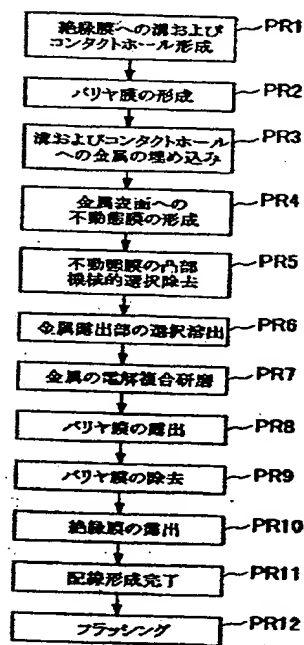 絶縁膜への溝および
コンタクトホール形成
PR1
バリヤ膜の形成
PR2
溝およびコンタクトホール
への金属の埋め込み
PR3
金属表面への
不動態膜の形成
PR4
不動態膜の凸部
機械的選択除去
PR5
金属露出部の選択溶出
PR6
金属の電解複合研磨
PR7
バリヤ膜の露出
PR8
バリヤ膜の除去
PR9
絶縁膜の露出
PR10
配線形成完了
PR11
フラッシング
PR12